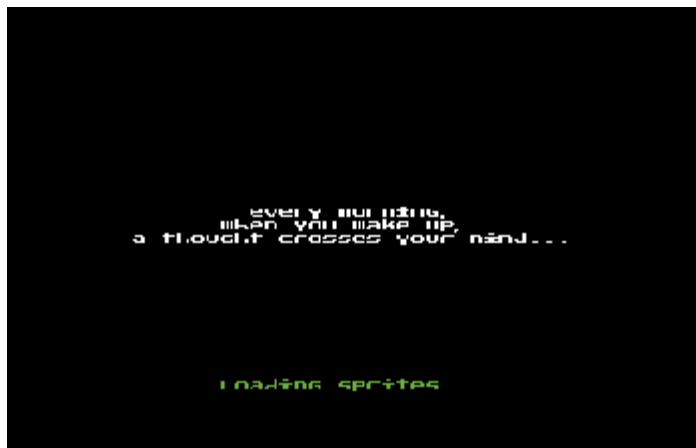 every morning,
when you wake up,
a thought crosses your mind...
Loading sprites